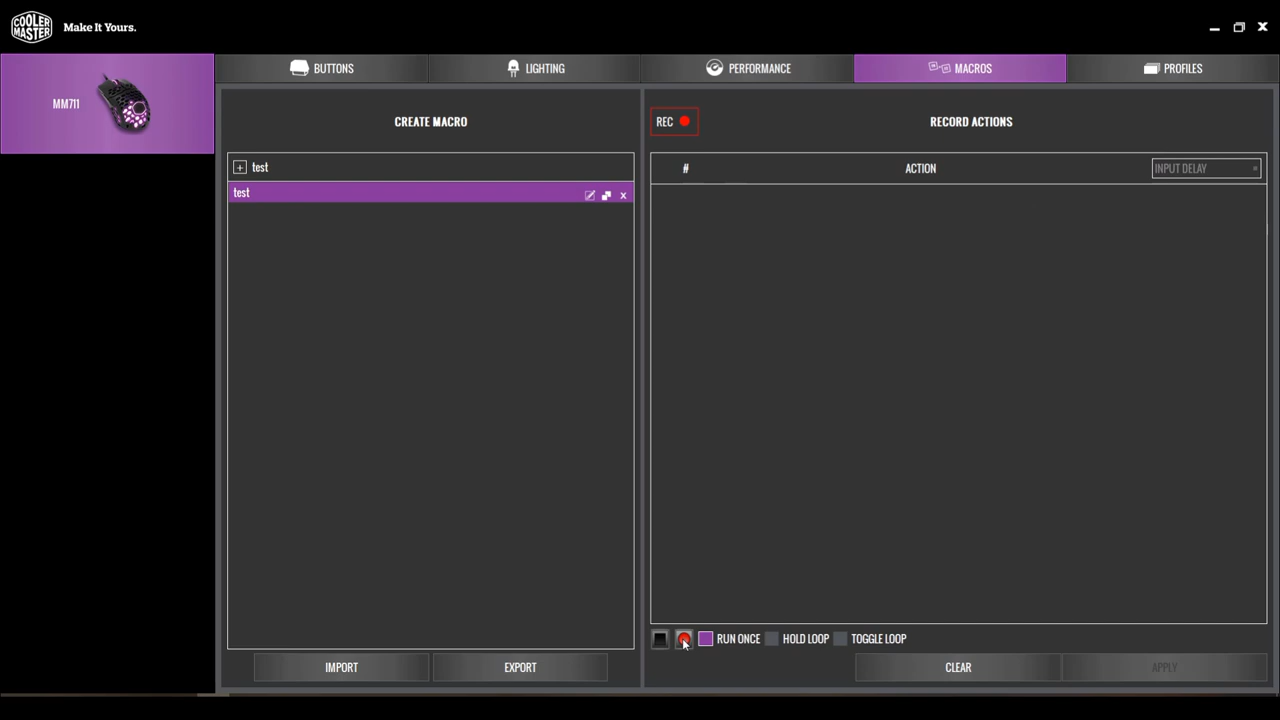 COOLER
MASTER
Make It Yours.
MM711
BUTTONS
LIGHTING
PERFORMANCE
MACROS
PROFILES
CREATE MACRO
+ test
test
x
IMPORT
EXPORT
REC
RECORD ACTIONS
# ACTION INPUT DELAY
RUN ONCE HOLD LOOP TOGGLE LOOP
CLEAR
APPLY